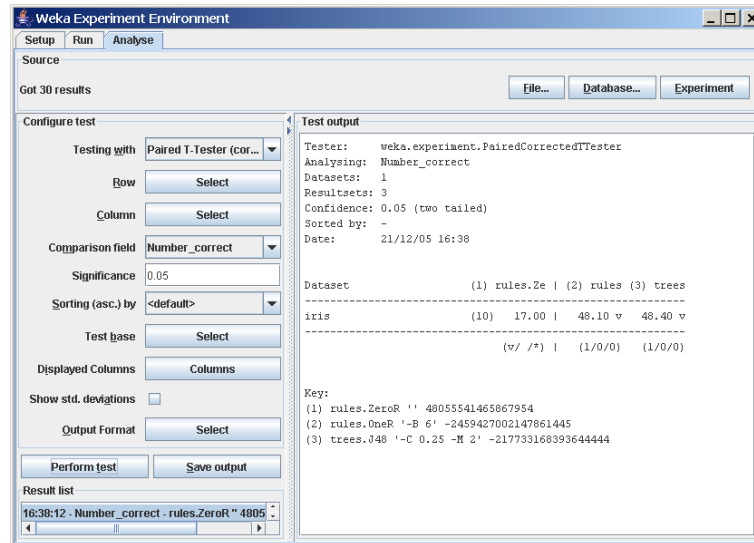 Weka Experiment Environment
Setup Run Analyse
Source
Got 30 results
File... Database... Experiment
Configure test
Testing with Paired T-Tester (cor...
Row Select
Column Select
Comparison field Number_correct
Significance 0.05
Sorting (asc.) by <default>
Test base Select
Displayed Columns Columns
Show std. deviations
Output Format Select
Perform test Save output
Result list
16:38:12 - Number_correct - rules.ZeroR '' 4805
Test output
Tester: weka.experiment.PairedCorrectedTTester
Analysing: Number_correct
Datasets: 1
Resultsets: 3
Confidence: 0.05 (two tailed)
Sorted by: -
Date: 21/12/05 16:38
Dataset (1) rules.Ze | (2) rules (3) trees
----------------------------------------------------------
iris (10) 17.00 | 48.10 v 48.40 v
----------------------------------------------------------
(v/ /*) | (1/0/0) (1/0/0)
Key:
(1) rules.ZeroR '' 48055541465867954
(2) rules.OneR '-B 6' -2459427002147861445
(3) trees.J48 '-C 0.25 -M 2' -217733168393644444